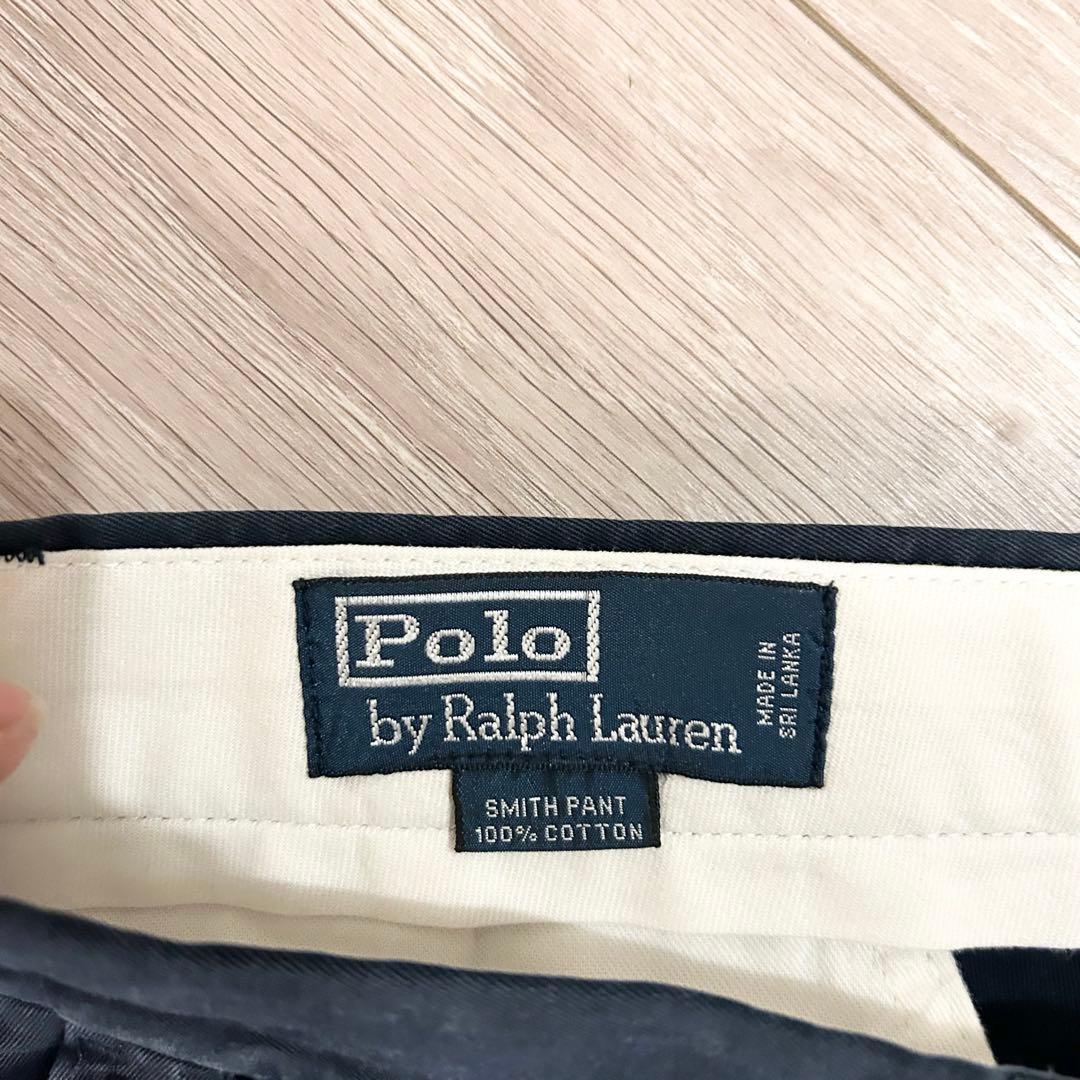 Polo
by Ralph Lauren
MADE IN
SRI LANKA
SMITH PANT
100% COTTON